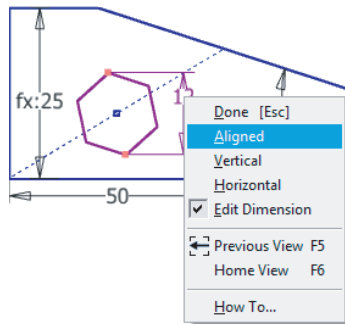 fx:25
50
Done [Esc]
Aligned
Vertical
Horizontal
Edit Dimension
Previous View F5
Home View F6
How To...